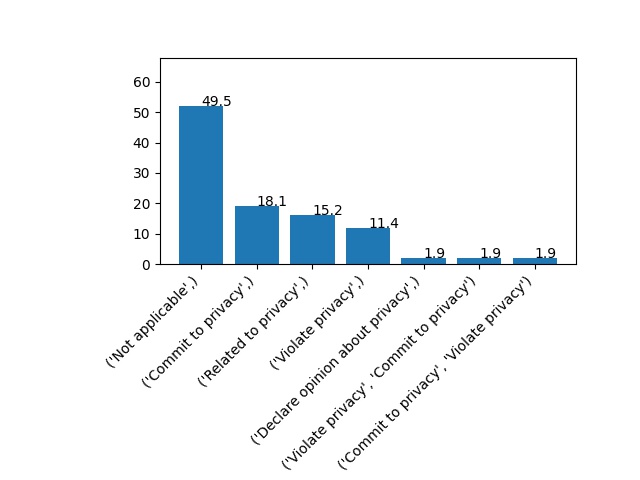 60
50
40
30
20
10
0
49.5
18.1
15.2
11.4
1.9
1.9
1.9
('Not applicable',)
('Commit to privacy',)
('Related to privacy',)
('Violate privacy',)
('Declare opinion about privacy',)
('Violate privacy', 'Commit to privacy')
('Commit to privacy', 'Violate privacy')